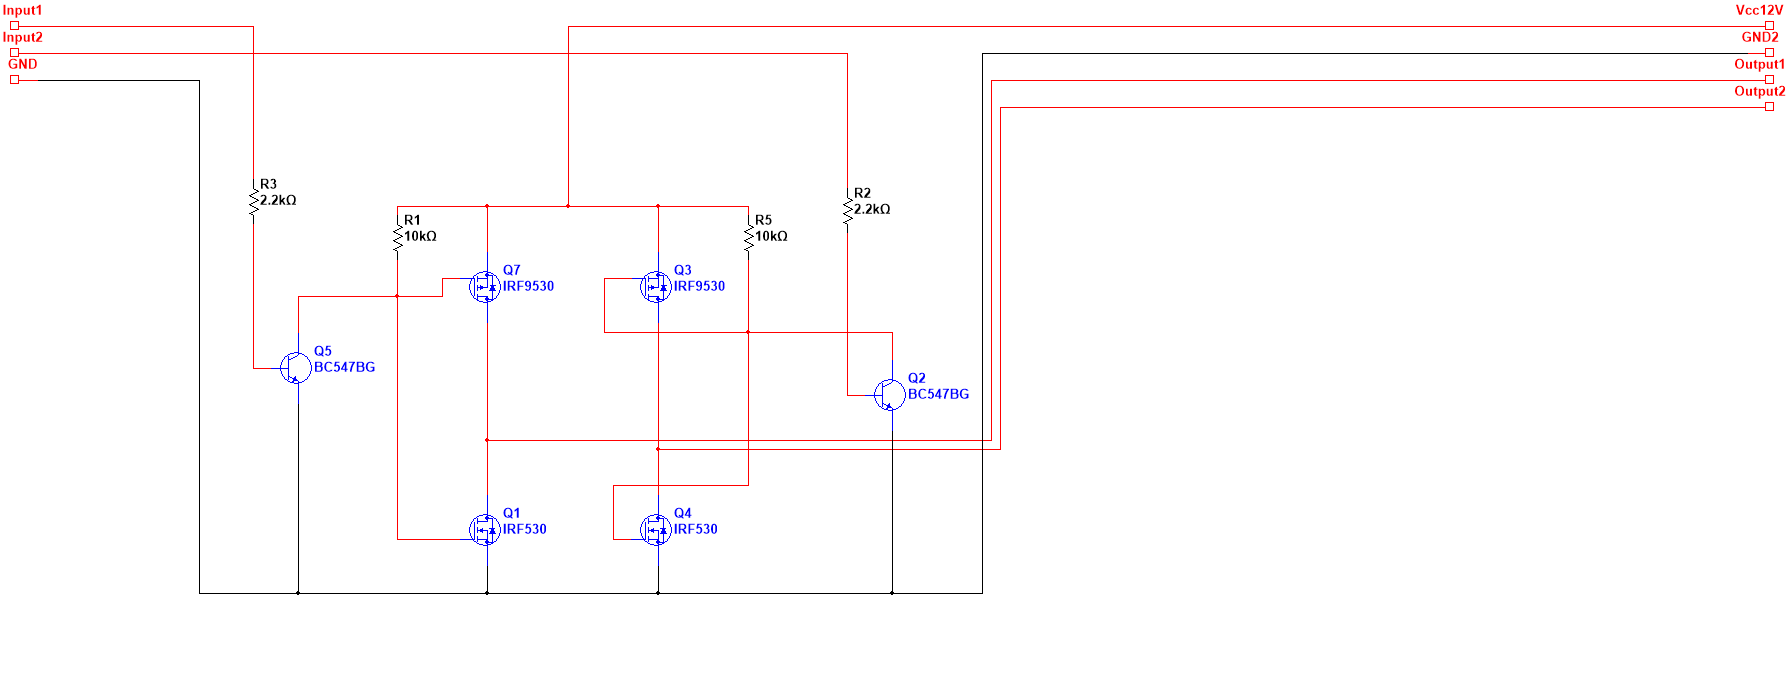 Input1
Vcc12V
Input2
GND2
GND
Output1
Output2
R3
2.2kΩ
R2
2.2kΩ
R1
10kΩ
R5
10kΩ
Q7
IRF9530
Q3
IRF9530
Q5
BC547BG
Q2
BC547BG
Q1
IRF530
Q4
IRF530